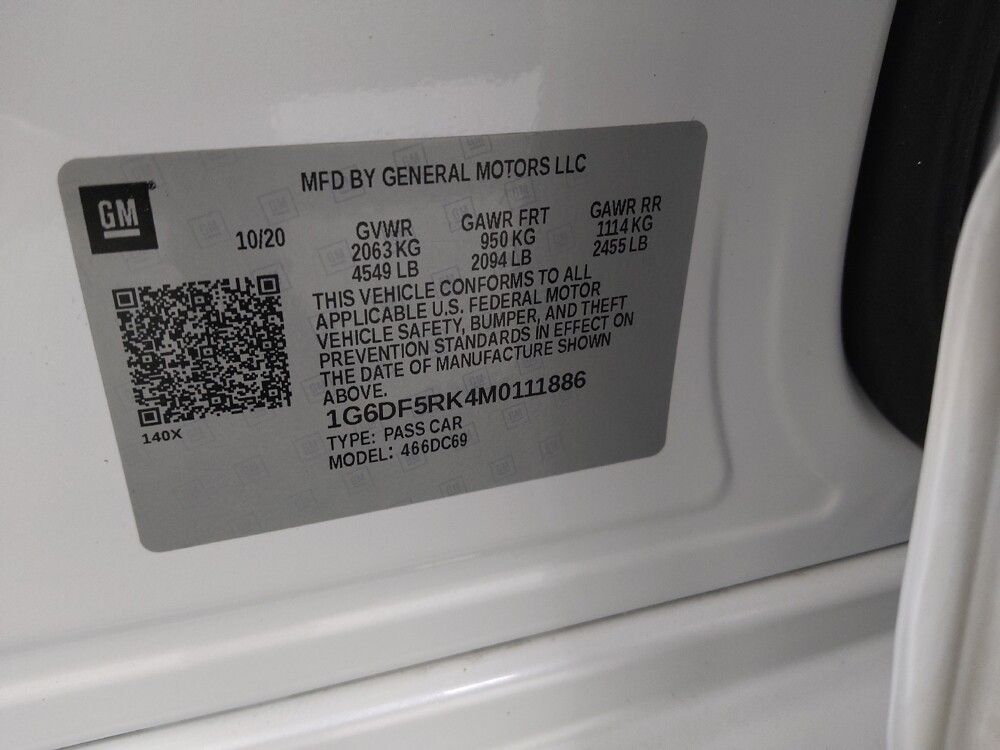 GM
MFD BY GENERAL MOTORS LLC
10/20
GVWR
2063 KG
4549 LB
GAWR FRT
950 KG
2094 LB
GAWR RR
1114 KG
2455 LB
THIS VEHICLE CONFORMS TO ALL
APPLICABLE U.S. FEDERAL MOTOR
VEHICLE SAFETY, BUMPER, AND THEFT
PREVENTION STANDARDS IN EFFECT ON
THE DATE OF MANUFACTURE SHOWN
ABOVE.
1G6DF5RK4M0111886
TYPE: PASS CAR
MODEL: 466DC69
140X